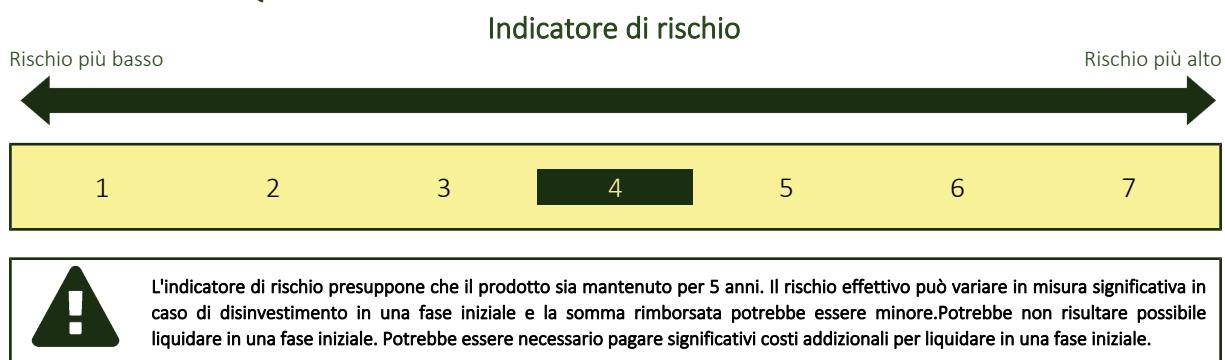 Indicatore di rischio
Rischio più basso Rischio più alto
1 2 3 4 5 6 7
L'indicatore di rischio presuppone che il prodotto sia mantenuto per 5 anni. Il rischio effettivo può variare in misura significativa in
caso di disinvestimento in una fase iniziale e la somma rimborsata potrebbe essere minore.Potrebbe non risultare possibile
liquidare in una fase iniziale. Potrebbe essere necessario pagare significativi costi addizionali per liquidare in una fase iniziale.